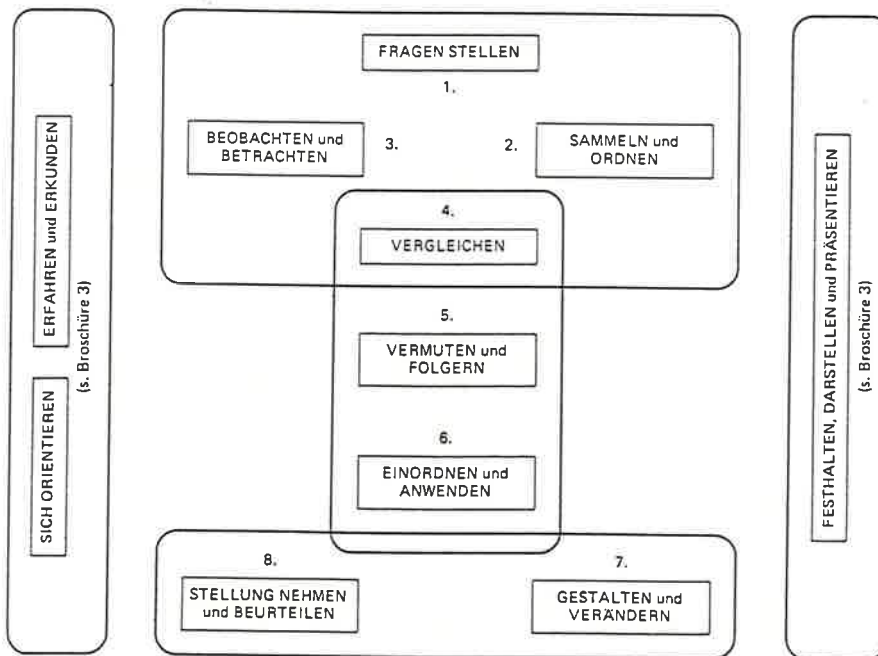 FRAGEN STELLEN
1.
BEOBACHTEN und
BETRACHTEN
3.
2.
SAMMELN und
ORDNEN
4.
VERGLEICHEN
5.
VERMUTEN und
FOLGERN
6.
EINORDNEN und
ANWENDEN
8.
STELLUNG NEHMEN
und BEURTEILEN
7.
GESTALTEN und
VERÄNDERN
SICH ORIENTIEREN
ERFAHREN und ERKUNDEN
(s. Broschüre 3)
FESTHALTEN, DARSTELLEN und PRÄSENTIEREN
(s. Broschüre 3)